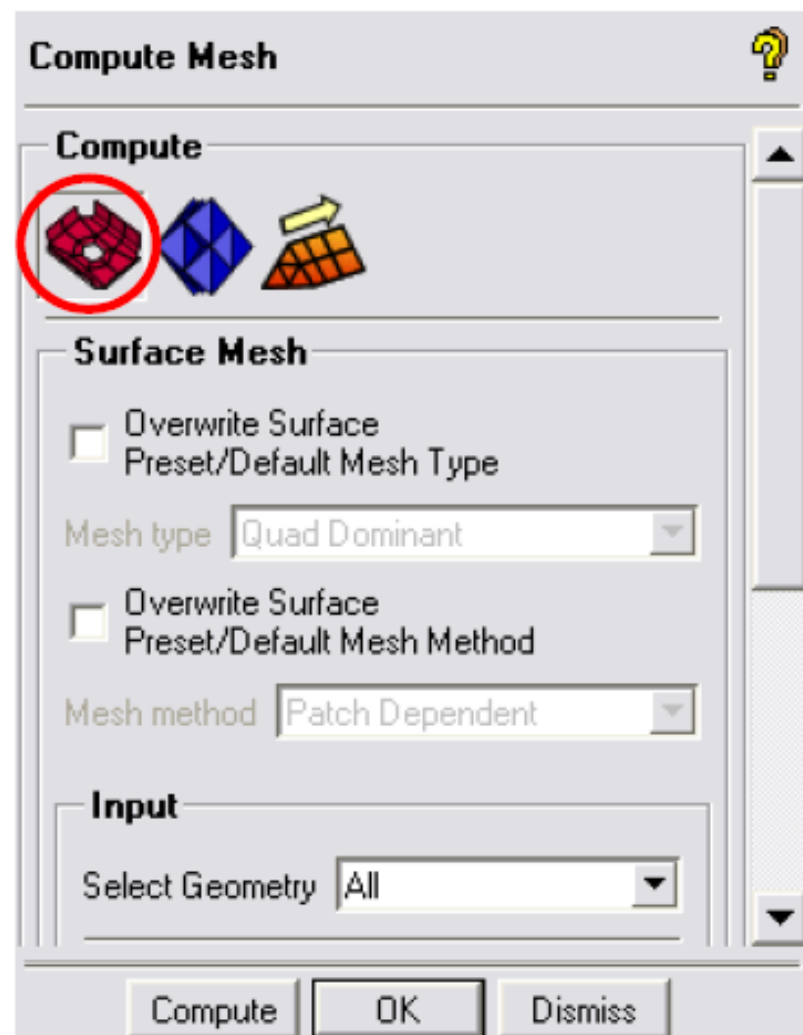 Compute Mesh
Compute
Surface Mesh
Overwrite Surface
Preset/Default Mesh Type
Mesh type Quad Dominant
Overwrite Surface
Preset/Default Mesh Method
Mesh method Patch Dependent
Input
Select Geometry All
Compute OK Dismiss